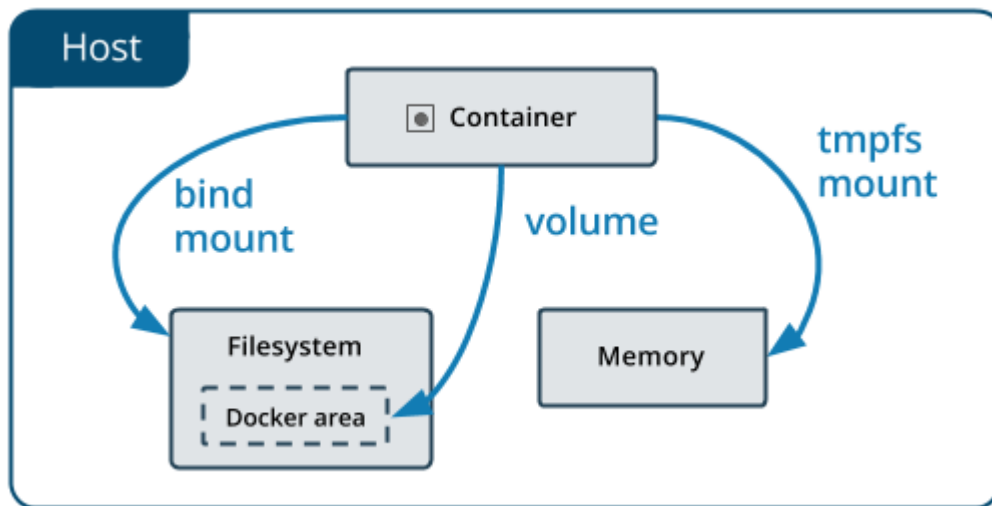 Host
Container
bind
mount
volume
tmpfs
mount
Filesystem
Docker area
Memory